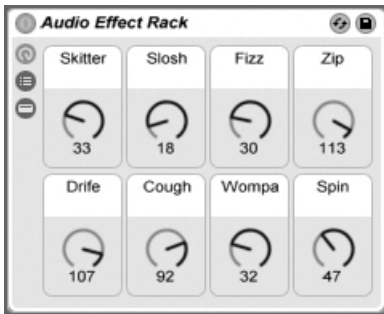 Audio Effect Rack
Skitter Slosh Fizz Zip
33 18 30 113
Drife Cough Wompa Spin
107 92 32 47